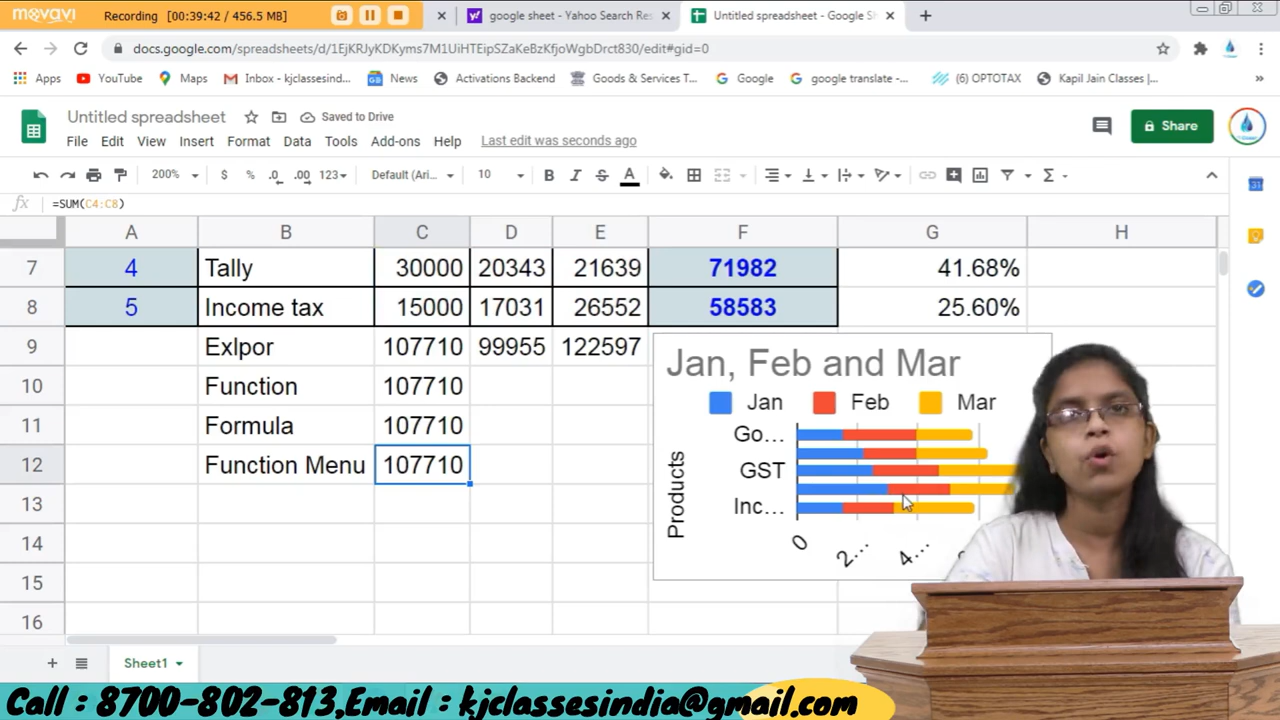 movavi Recording [00:39:42 / 456.5 MB]
google sheet - Yahoo Search Res
Untitled spreadsheet - Google S
docs.google.com/spreadsheets/d/1EjKRJyKDKyms7M1UiHTEipSZaKeBzKfjoWgbDrct830/edit#gid=0
Apps YouTube Maps Inbox - kjclassesind... News Activations Backend Goods & Services T... Google google translate -... (6) OPTOTAX Kapil Jain Classes |... »
Untitled spreadsheet Saved to Drive
File Edit View Insert Format Data Tools Add-ons Help Last edit was seconds ago
Share
200% $ % .0 .00 123 Default (Ari... 10 B I S A Σ
fx =SUM(C4:C8)
A B C D E F G H
7 4 Tally 30000 20343 21639 71982 41.68%
8 5 Income tax 15000 17031 26552 58583 25.60%
9 Exlpor 107710 99955 122597
10 Function 107710
11 Formula 107710
12 Function Menu 107710
13
14
15
16
Jan, Feb and Mar
Jan Feb Mar
Products
Go...
GST
Inc...
0 2... 4...
+ Sheet1
Call : 8700-802-813,Email : kjclassesindia@gmail.com